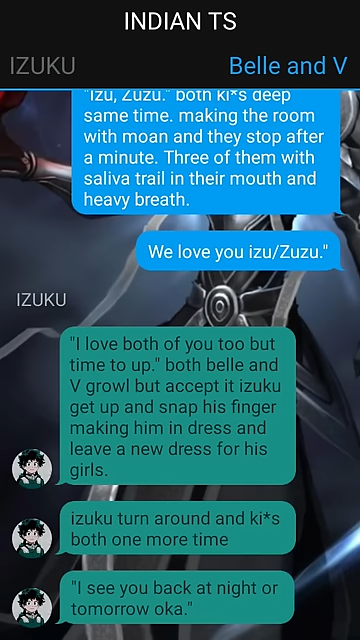 INDIAN TS
IZUKU
Belle and V
"Izu, Zuzu." both ki*s deep
same time. making the room
with moan and they stop after
a minute. Three of them with
saliva trail in their mouth and
heavy breath.
We love you izu/Zuzu."
IZUKU
"I love both of you too but
time to up." both belle and
V growl but accept it izuku
get up and snap his finger
making him in dress and
leave a new dress for his
girls.
izuku turn around and ki*s
both one more time
"I see you back at night or
tomorrow oka."